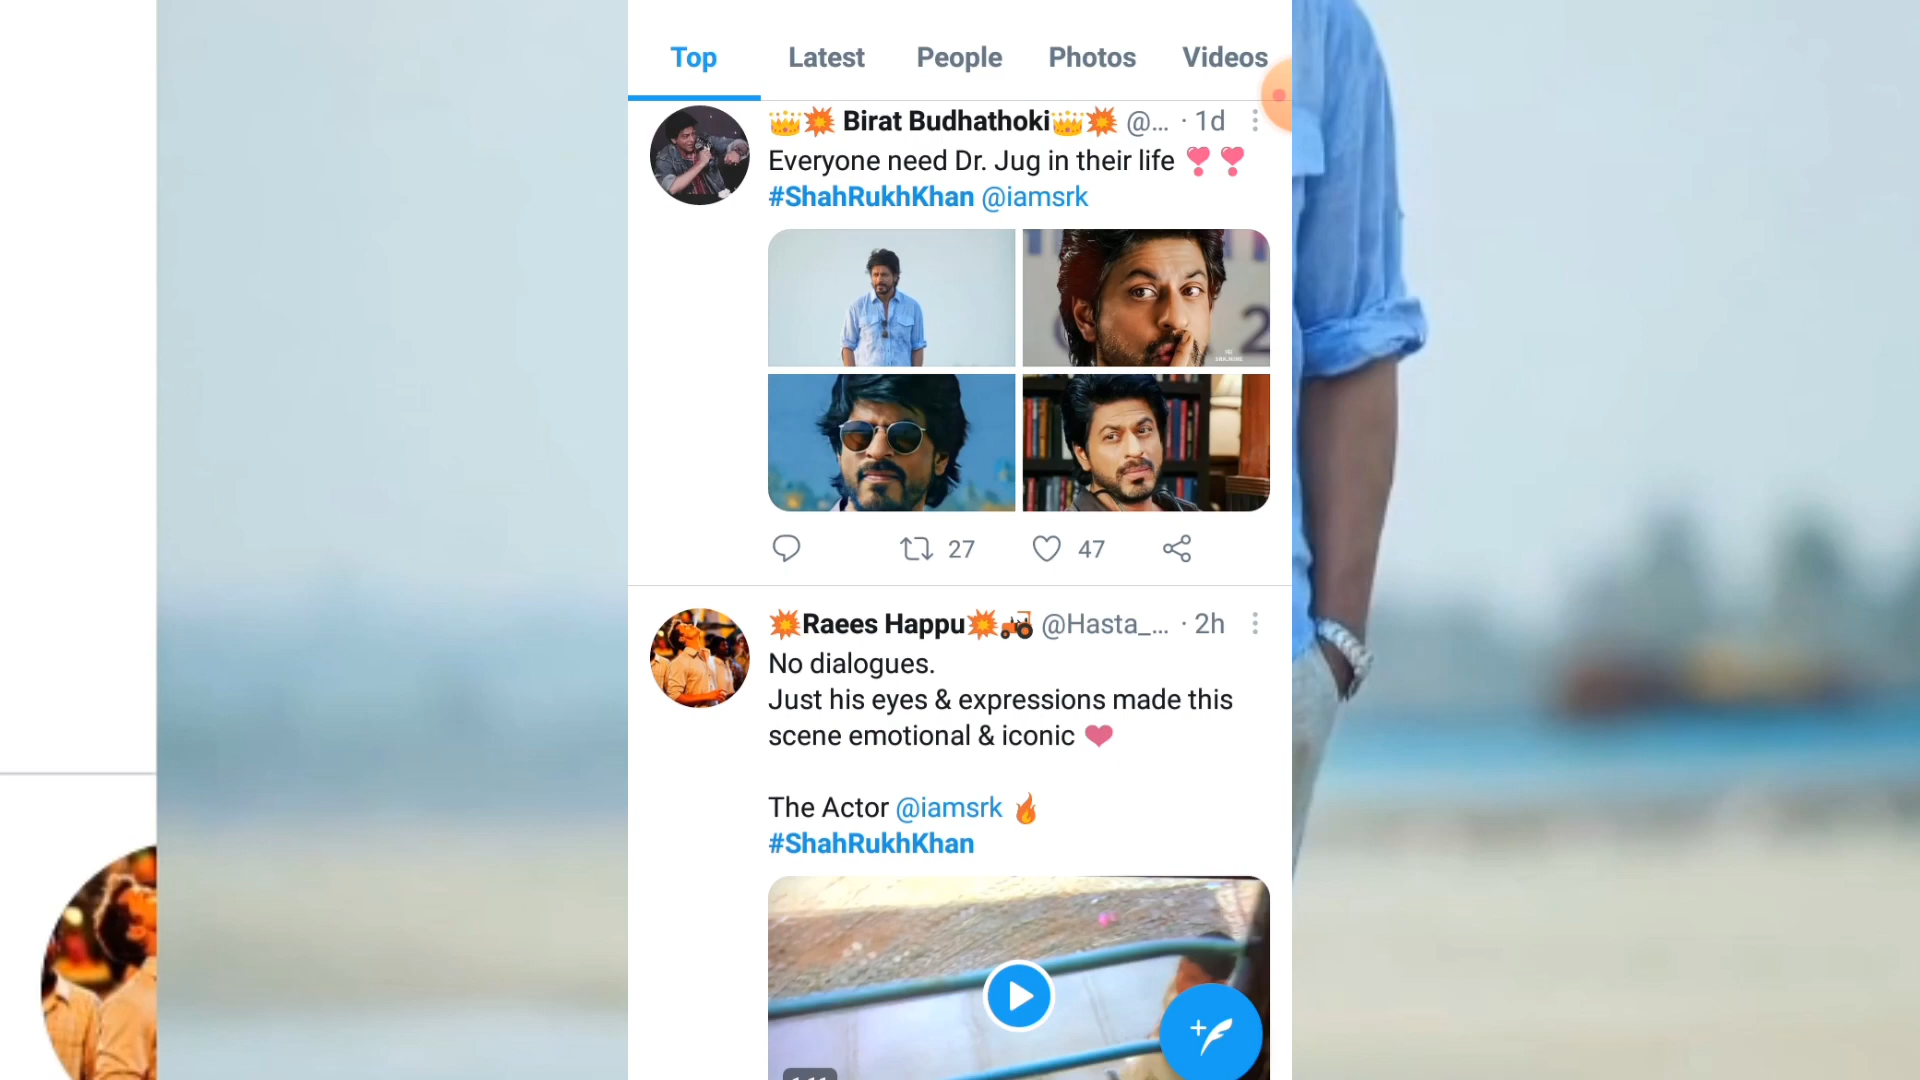 Top Latest People Photos Videos
👑💥 Birat Budhathoki👑💥 @... · 1d
Everyone need Dr. Jug in their life ❣️❣️
#ShahRukhKhan @iamsrk
27 47
💥Raees Happu💥🚜 @Hasta_... · 2h
No dialogues.
Just his eyes & expressions made this
scene emotional & iconic ❤
The Actor @iamsrk 🔥
#ShahRukhKhan